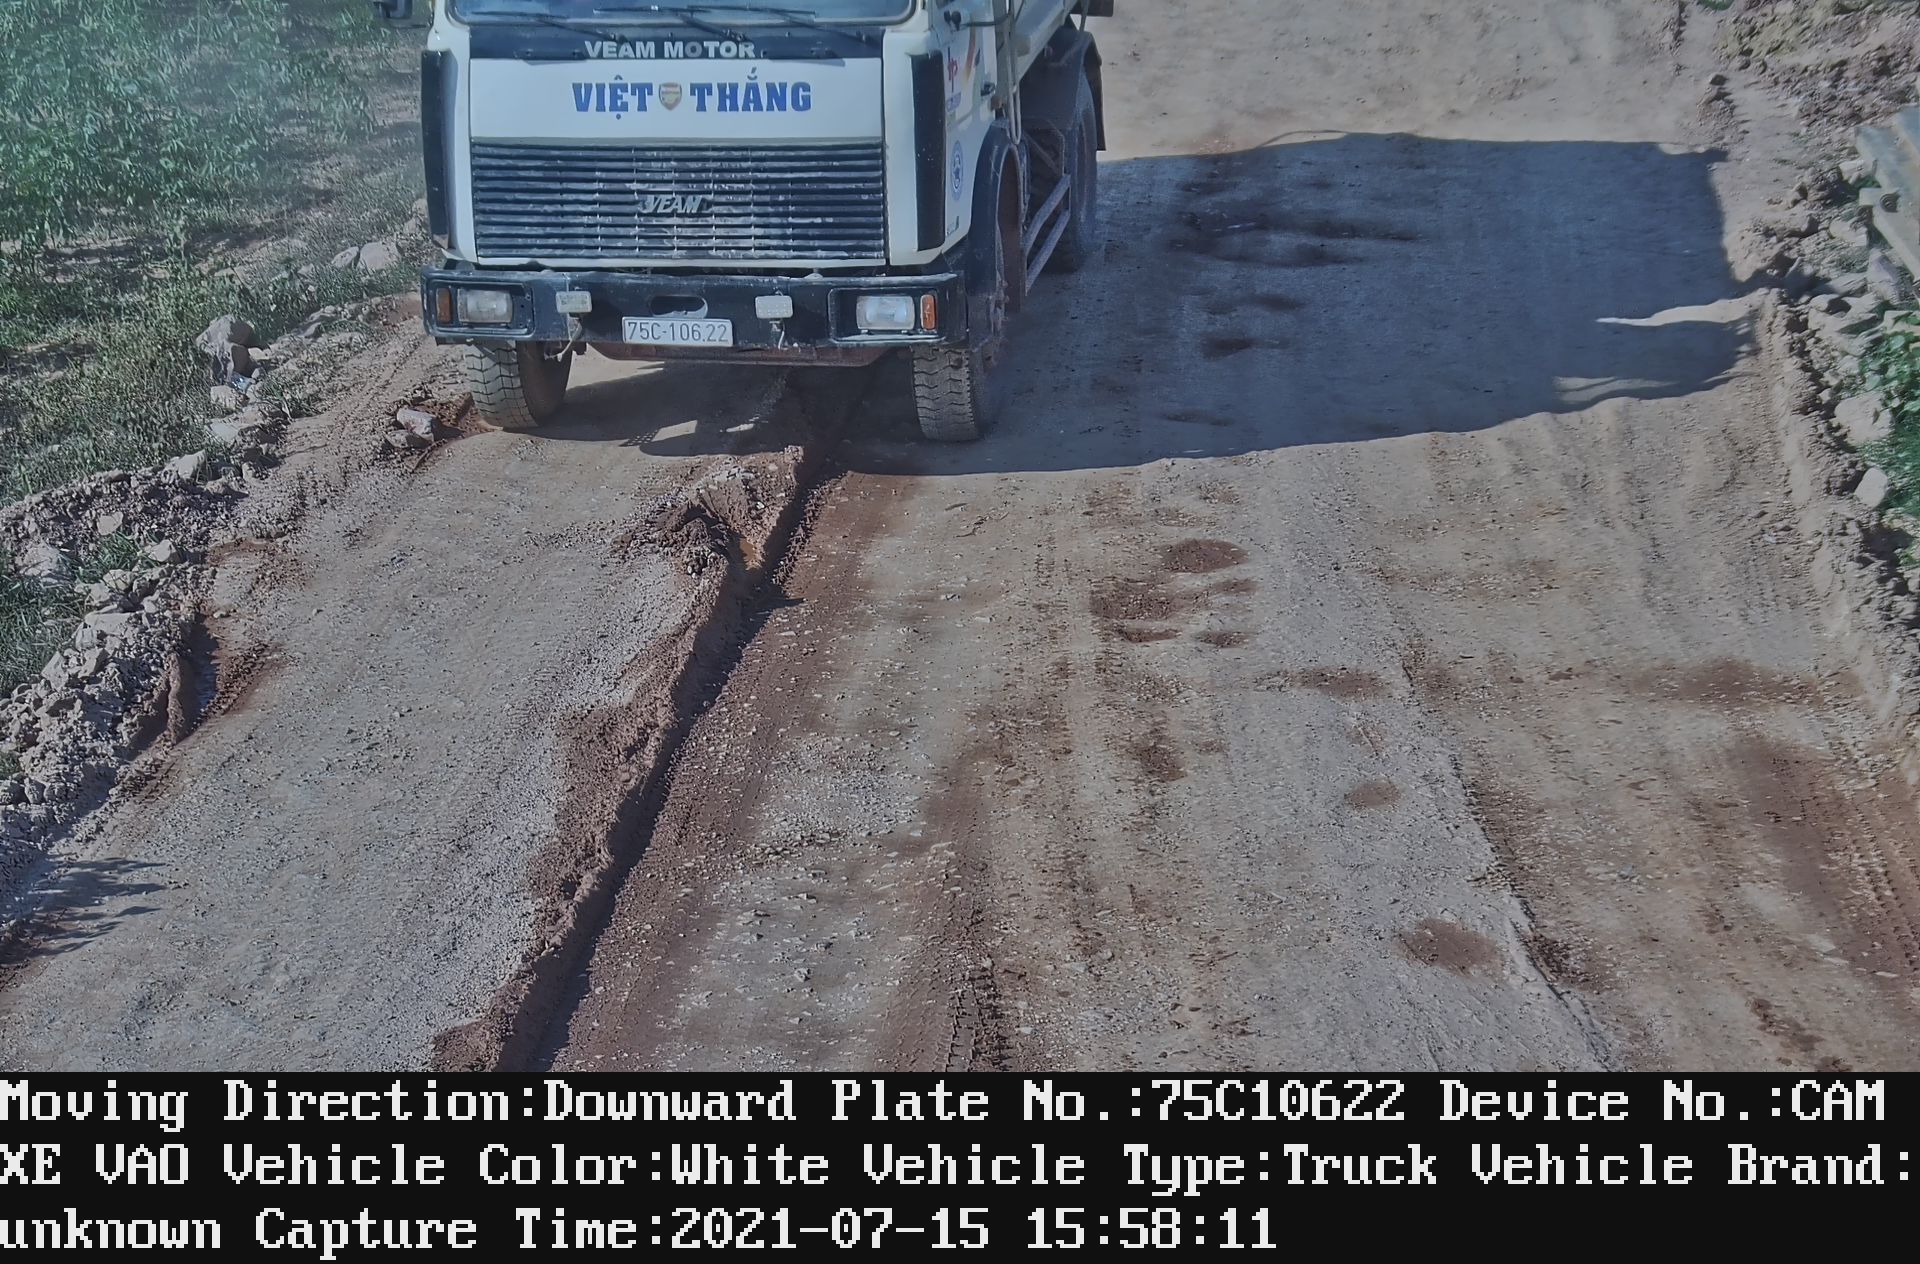 VEAM MOTOR
VIỆT THẮNG
VEAM
75C-106.22
Moving Direction:Downward Plate No.:75C10622 Device No.:CAM
XE VAO Vehicle Color:White Vehicle Type:Truck Vehicle Brand:
unknown Capture Time:2021-07-15 15:58:11